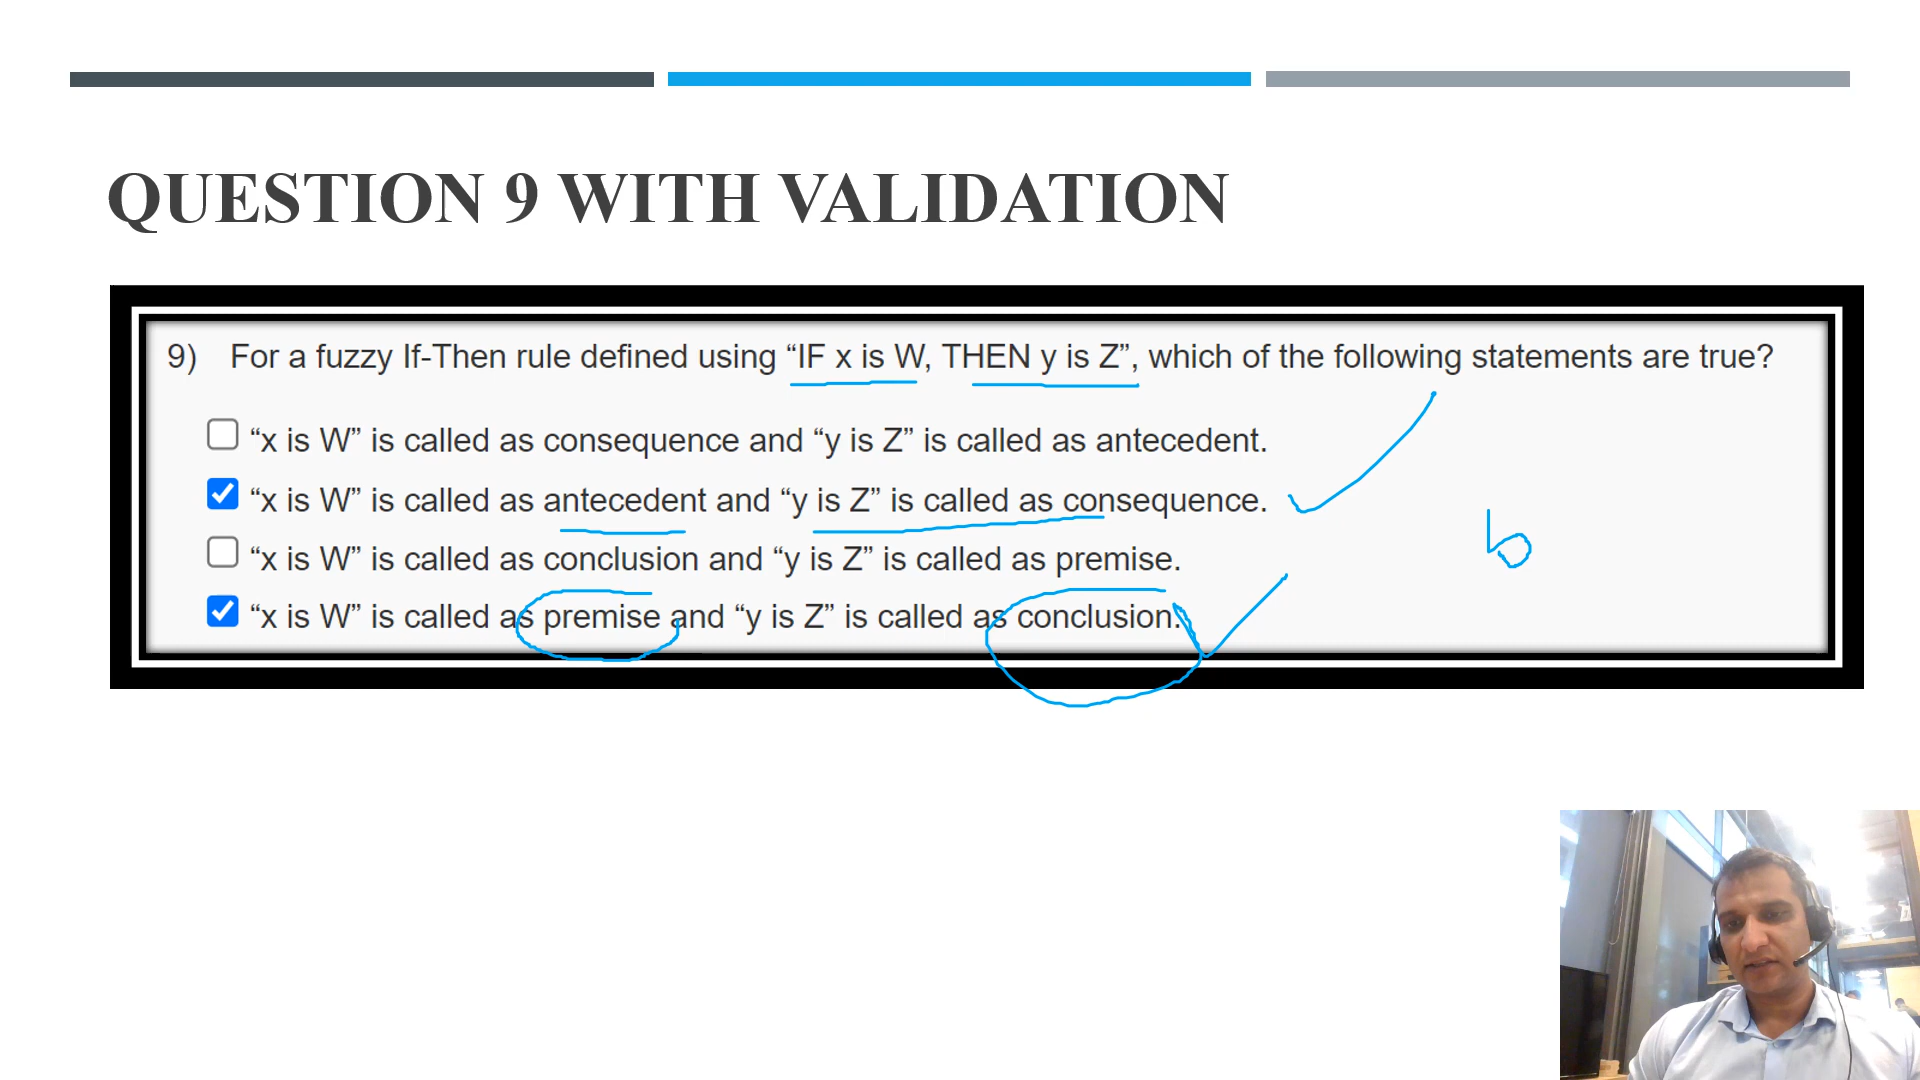 QUESTION 9 WITH VALIDATION
9) For a fuzzy If-Then rule defined using “IF x is W, THEN y is Z”, which of the following statements are true?
“x is W” is called as consequence and “y is Z” is called as antecedent.
“x is W” is called as antecedent and “y is Z” is called as consequence.
b
“x is W” is called as conclusion and “y is Z” is called as premise.
“x is W” is called as premise and “y is Z” is called as conclusion.